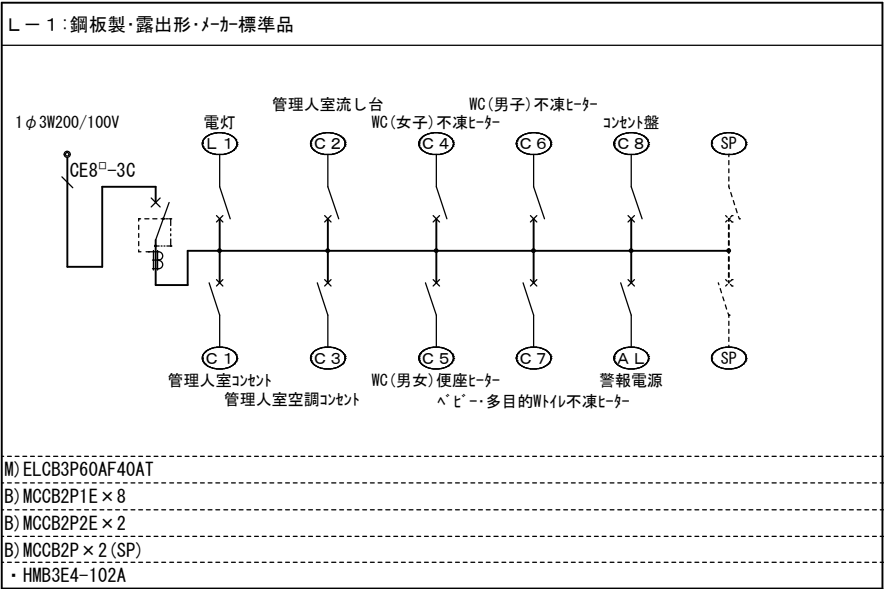 L－1:鋼板製･露出形･ﾒｰｶｰ標準品
管理人室流し台
WC(男子)不凍ﾋｰﾀｰ
1φ3W200/100V
電灯
WC(女子)不凍ﾋｰﾀｰ
ｺﾝｾﾝﾄ盤
L1
C2
C4
C6
C8
SP
CE8□-3C
C1
C3
C5
C7
AL
SP
管理人室ｺﾝｾﾝﾄ
WC(男女)便座ﾋｰﾀｰ
警報電源
管理人室空調ｺﾝｾﾝﾄ
ﾍﾞﾋﾞｰ･多目的Wﾄｲﾚ不凍ﾋｰﾀｰ
M)ELCB3P60AF40AT
B)MCCB2P1E×8
B)MCCB2P2E×2
B)MCCB2P×2(SP)
・HMB3E4-102A